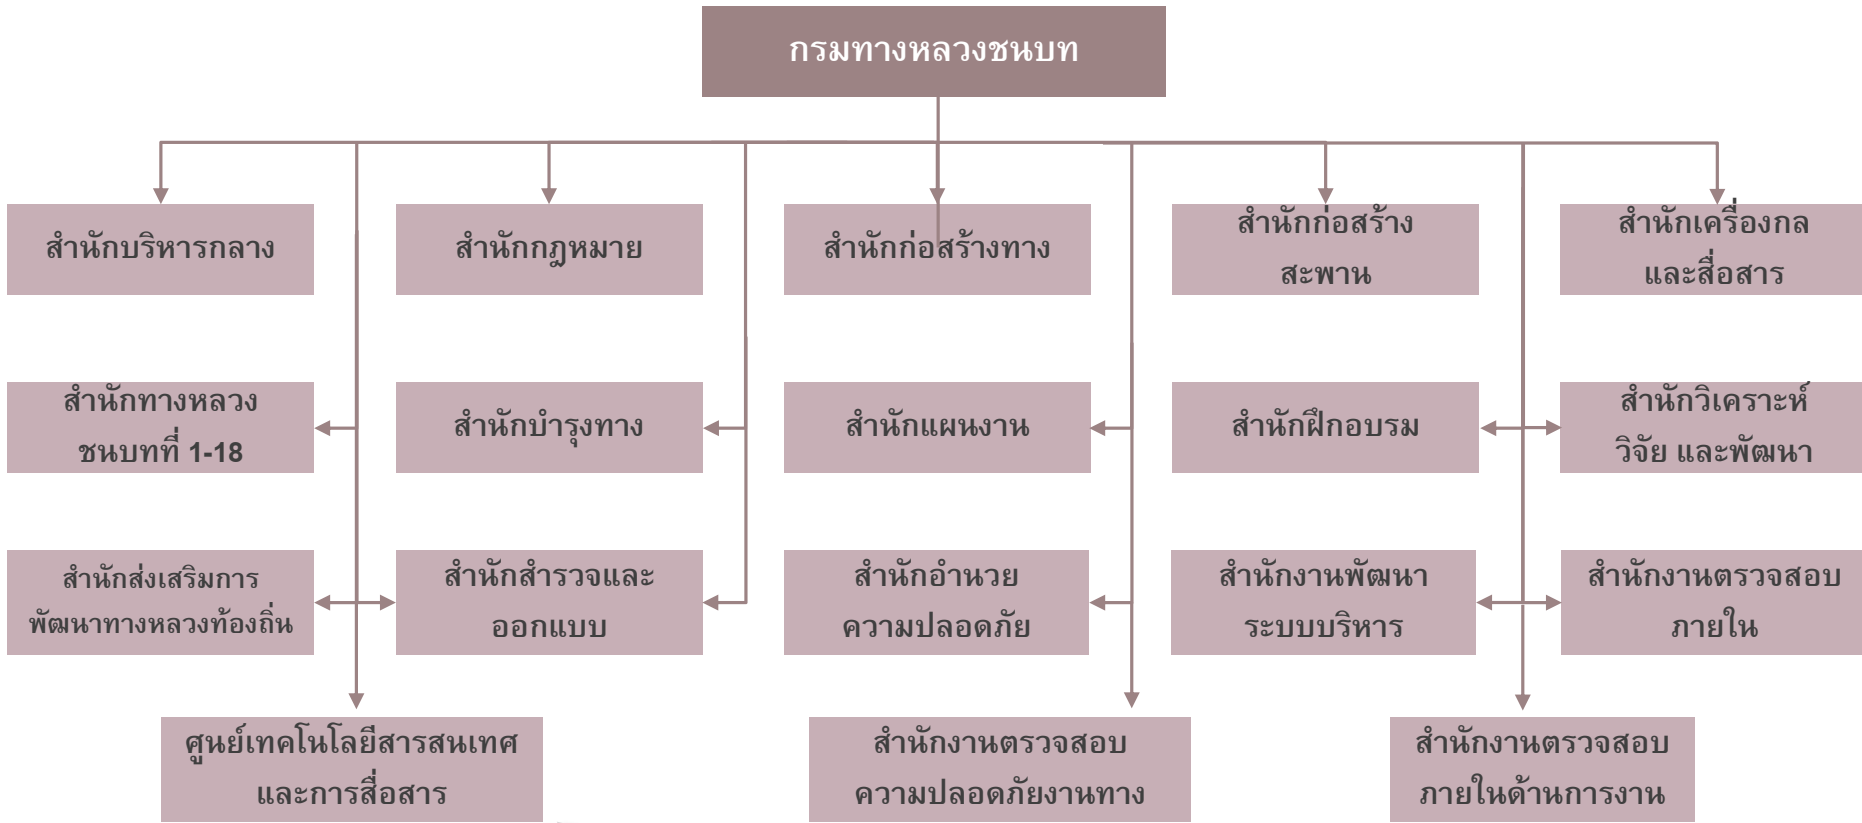 กรมทางหลวงชนบท
สำนักบริหารกลาง
สำนักกฎหมาย
สำนักก่อสร้างทาง
สำนักก่อสร้าง
สะพาน
สำนักเครื่องกล
และสื่อสาร
สำนักทางหลวง
ชนบทที่ 1-18
สำนักบำรุงทาง
สำนักแผนงาน
สำนักฝึกอบรม
สำนักวิเคราะห์
วิจัย และพัฒนา
สำนักส่งเสริมการ
พัฒนาทางหลวงท้องถิ่น
สำนักสำรวจและ
ออกแบบ
สำนักอำนวย
ความปลอดภัย
สำนักงานพัฒนา
ระบบบริหาร
สำนักงานตรวจสอบ
ภายใน
ศูนย์เทคโนโลยีสารสนเทศ
และการสื่อสาร
สำนักงานตรวจสอบ
ความปลอดภัยงานทาง
สำนักงานตรวจสอบ
ภายในด้านการงาน